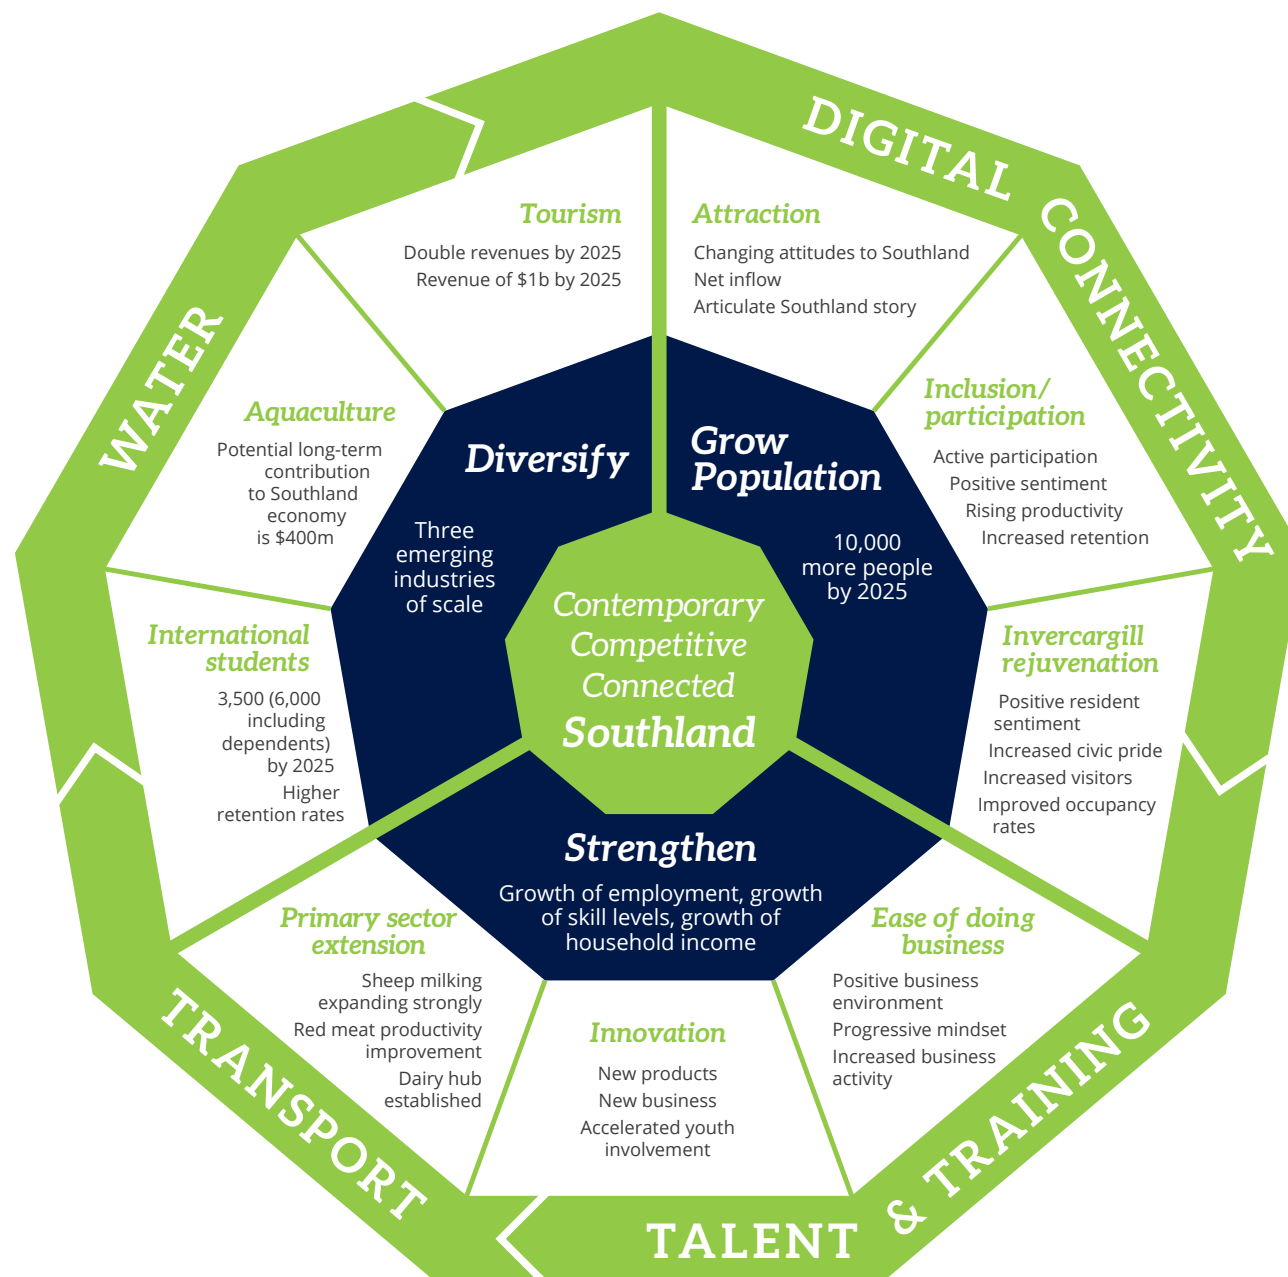 DIGITAL CONNECTIVITY
WATER
TRANSPORT
TALENT & TRAINING
Tourism
Double revenues by 2025
Revenue of $1b by 2025
Attraction
Changing attitudes to Southland
Net inflow
Articulate Southland story
Inclusion/
participation
Active participation
Positive sentiment
Rising productivity
Increased retention
Aquaculture
Potential long-term
contribution
to Southland
economy
is $400m
Diversify
Three
emerging
industries
of scale
Grow
Population
10,000
more people
by 2025
Contemporary
Competitive
Connected
Southland
International
students
3,500 (6,000
including
dependents)
by 2025
Higher
retention rates
Invercargill
rejuvenation
Positive resident
sentiment
Increased civic pride
Increased visitors
Improved occupancy
rates
Strengthen
Growth of employment, growth
of skill levels, growth of
household income
Primary sector
extension
Sheep milking
expanding strongly
Red meat productivity
improvement
Dairy hub
established
Innovation
New products
New business
Accelerated youth
involvement
Ease of doing
business
Positive business
environment
Progressive mindset
Increased business
activity